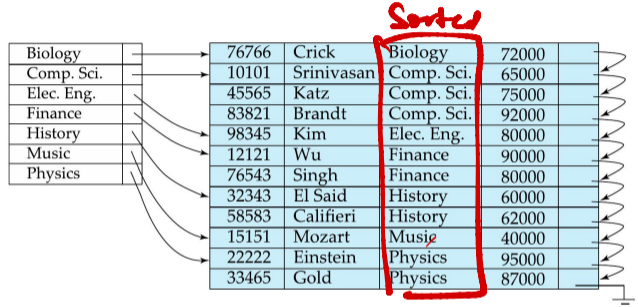 Sorted
Biology
Comp. Sci.
Elec. Eng.
Finance
History
Music
Physics
76766 Crick Biology 72000
10101 Srinivasan Comp. Sci. 65000
45565 Katz Comp. Sci. 75000
83821 Brandt Comp. Sci. 92000
98345 Kim Elec. Eng. 80000
12121 Wu Finance 90000
76543 Singh Finance 80000
32343 El Said History 60000
58583 Califieri History 62000
15151 Mozart Music 40000
22222 Einstein Physics 95000
33465 Gold Physics 87000